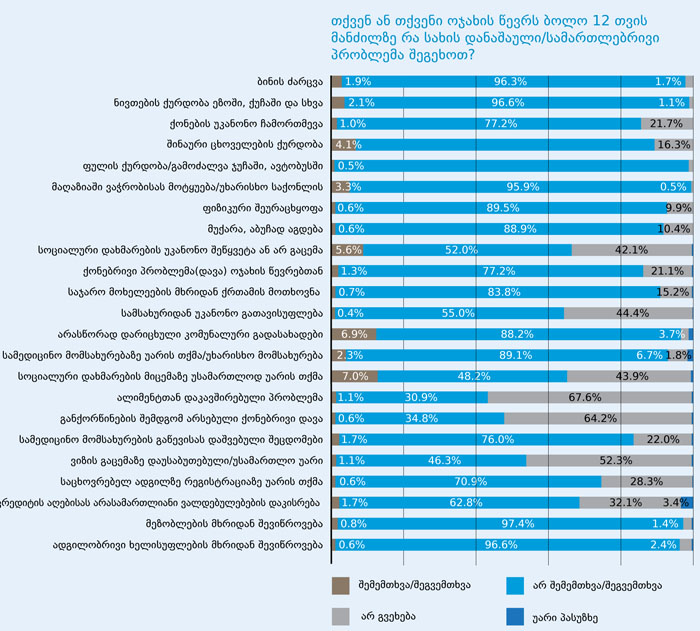 თქვენ ან თქვენი ოჯახის წევრს ბოლო 12 თვის
მანძილზე რა სახის დანაშაული/სამართლებრივი
პრობლემა შეგეხოთ?
ბინის ძარცვა 1.9% 96.3% 1.7%
ნივთების ქურდობა ეზოში, ქუჩაში და სხვა 2.1% 96.6% 1.1%
ქონების უკანონო ჩამორთმევა 1.0% 77.2% 21.7%
შინაური ცხოველების ქურდობა 4.1% 16.3%
ფულის ქურდობა/გამოძალვა ჯუჩაში, ავტობუსში 0.5%
მაღაზიაში ვაჭრობისას მოტყუება/უხარისხო საქონლის 3.3% 95.9% 0.5%
ფიზიკური შეურაცხყოფა 0.6% 89.5% 9.9%
მუქარა, აბუჩად აგდება 0.6% 88.9% 10.4%
სოციალური დახმარების უკანონო შეწყვეტა ან არ გაცემა 5.6% 52.0% 42.1%
ქონებრივი პრობლემა(დავა) ოჯახის წევრებთან 1.3% 77.2% 21.1%
საჯარო მოხელეების მხრიდან ქრთამის მოთხოვნა 0.7% 83.8% 15.2%
სამსახურიდან უკანონო გათავისუფლება 0.4% 55.0% 44.4%
არასწორად დარიცხული კომუნალური გადასახადები 6.9% 88.2% 3.7%
სამედიცინო მომსახურებაზე უარის თქმა/უხარისხო მომსახურება 2.3% 89.1% 6.7% 1.8%
სოციალური დახმარების მიცემაზე უსამართლოდ უარის თქმა 7.0% 48.2% 43.9%
ალიმენტთან დაკავშირებული პრობლემა 1.1% 30.9% 67.6%
განქორწინების შემდგომ არსებული ქონებრივი დავა 0.6% 34.8% 64.2%
სამედიცინო მომსახურების გაწევისას დაშვებული შეცდომები 1.7% 76.0% 22.0%
ვიზის გაცემაზე დაუსაბუთებული/უსამართლო უარი 1.1% 46.3% 52.3%
საცხოვრებელ ადგილზე რეგისტრაციაზე უარის თქმა 0.6% 70.9% 28.3%
კრედიტის აღებისას არასამართლიანი ვალდებულებების დაკისრება 1.7% 62.8% 32.1% 3.4%
მეზობლების მხრიდან შევიწროვება 0.8% 97.4% 1.4%
ადგილობრივი ხელისუფლების მხრიდან შევიწროვება 0.6% 96.6% 2.4%
შემემთხვა/შეგვემთხვა არ შემემთხვა/შეგვემთხვა
არ გვეხება უარი პასუხზე